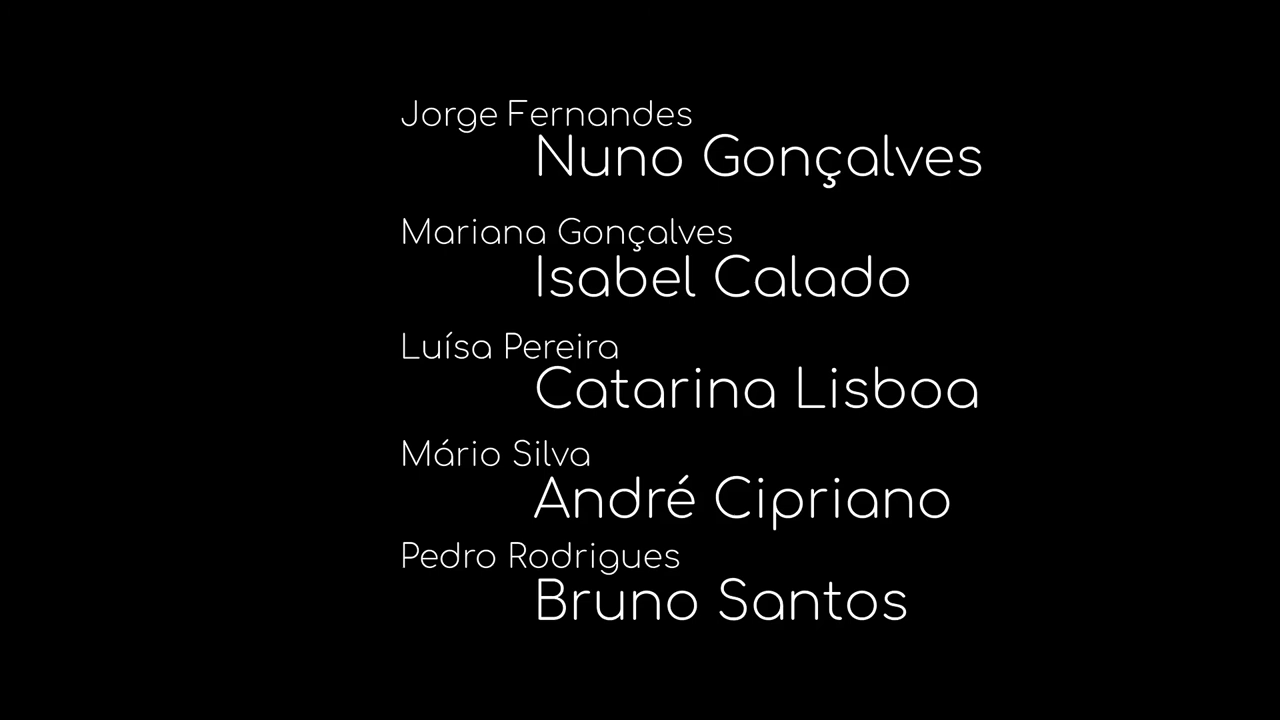 Jorge Fernandes
Nuno Gonçalves
Mariana Gonçalves
Isabel Calado
Luísa Pereira
Catarina Lisboa
Mário Silva
André Cipriano
Pedro Rodrigues
Bruno Santos